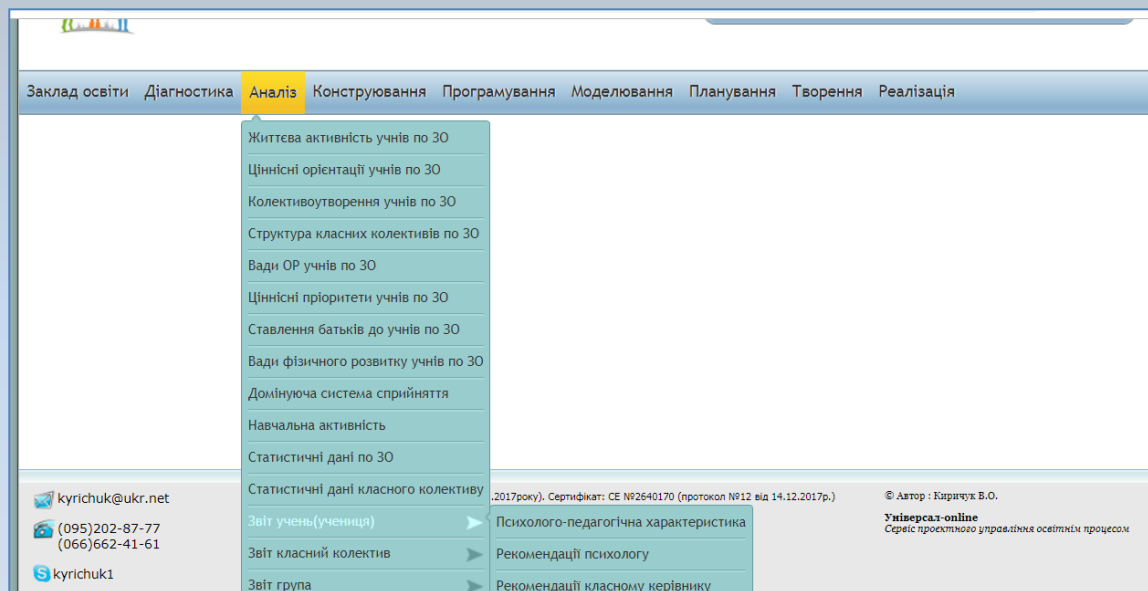 Заклад освіти Діагностика Аналіз Конструювання Програмування Моделювання Планування Творення Реалізація
Життєва активність учнів по ЗО
Ціннісні орієнтації учнів по ЗО
Колективоутворення учнів по ЗО
Структура класних колективів по ЗО
Вади ОР учнів по ЗО
Ціннісні пріоритети учнів по ЗО
Ставлення батьків до учнів по ЗО
Вади фізичного розвитку учнів по ЗО
Домінуюча система сприйняття
Навчальна активність
Статистичні дані по ЗО
Статистичні дані класного колективу
Звіт учень(учениця)
Звіт класний колектив
Звіт група
Психолого-педагогічна характеристика
Рекомендації психологу
Рекомендації класному керівнику
kyrichuk@ukr.net
(095)202-87-77
(066)662-41-61
kyrichuk1
.2017року). Сертифікат: СЕ №2640170 (протокол №12 від 14.12.2017р.)
© Автор : Киричук В.О.
Універсал-online
Сервіс проектного управління освітнім процесом